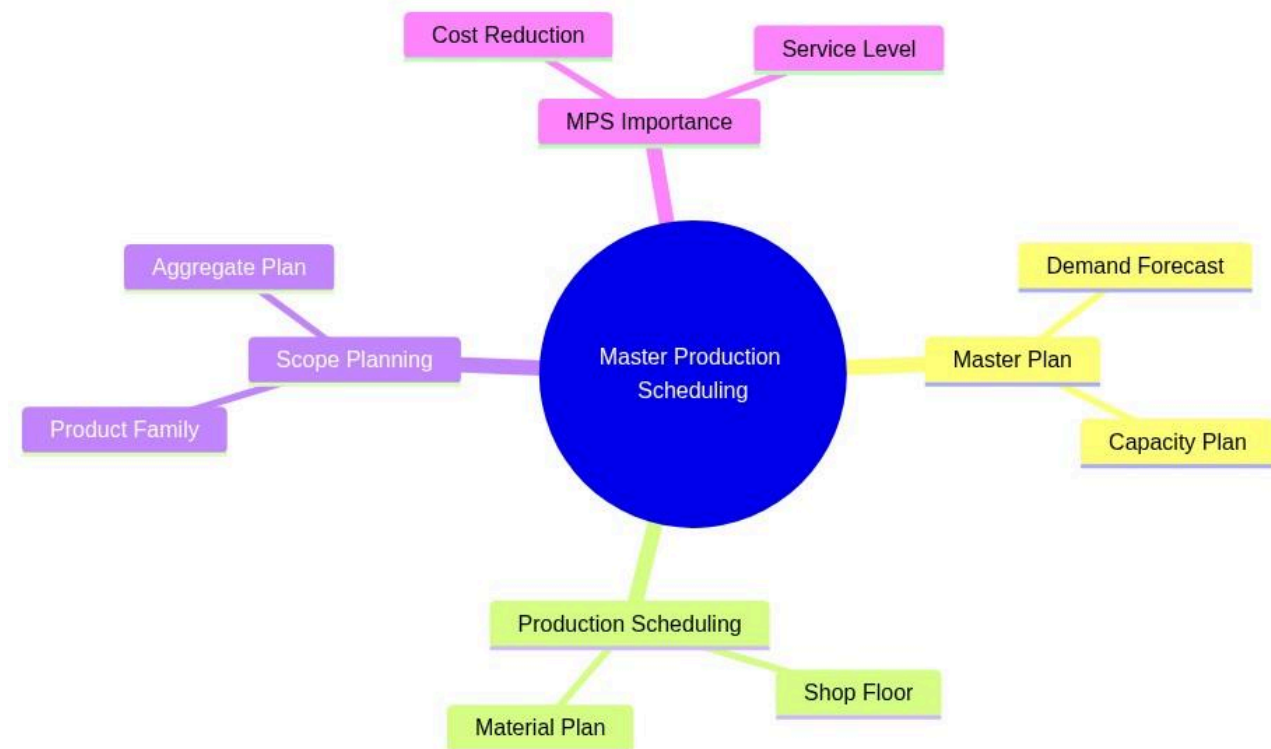 Cost Reduction
Service Level
MPS Importance
Aggregate Plan
Demand Forecast
Scope Planning
Master Production
Scheduling
Master Plan
Product Family
Capacity Plan
Production Scheduling
Shop Floor
Material Plan